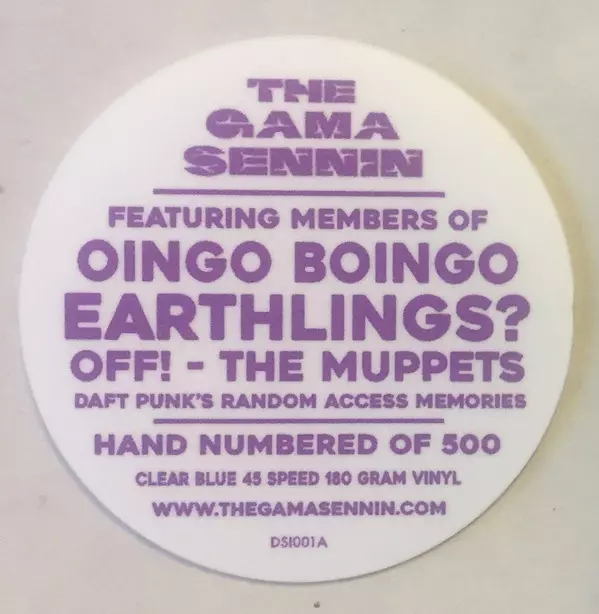 THE
GAMA
SENNIN
FEATURING MEMBERS OF
OINGO BOINGO
EARTHLINGS?
OFF! - THE MUPPETS
DAFT PUNK'S RANDOM ACCESS MEMORIES
HAND NUMBERED OF 500
CLEAR BLUE 45 SPEED 180 GRAM VINYL
WWW.THEGAMASENNIN.COM
DSI001A